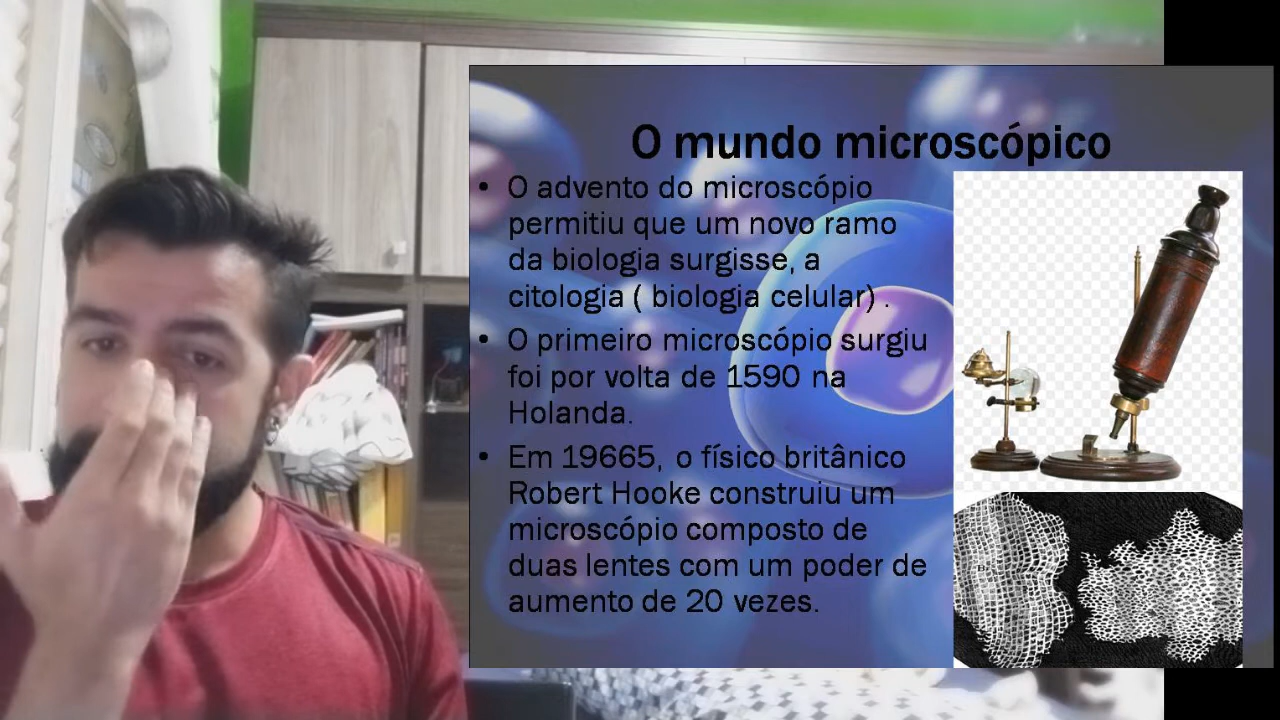 O mundo microscópico
• O advento do microscópio
permitiu que um novo ramo
da biologia surgisse, a
citologia ( biologia celular) .
• O primeiro microscópio surgiu
foi por volta de 1590 na
Holanda.
• Em 19665, o físico britânico
Robert Hooke construiu um
microscópio composto de
duas lentes com um poder de
aumento de 20 vezes.